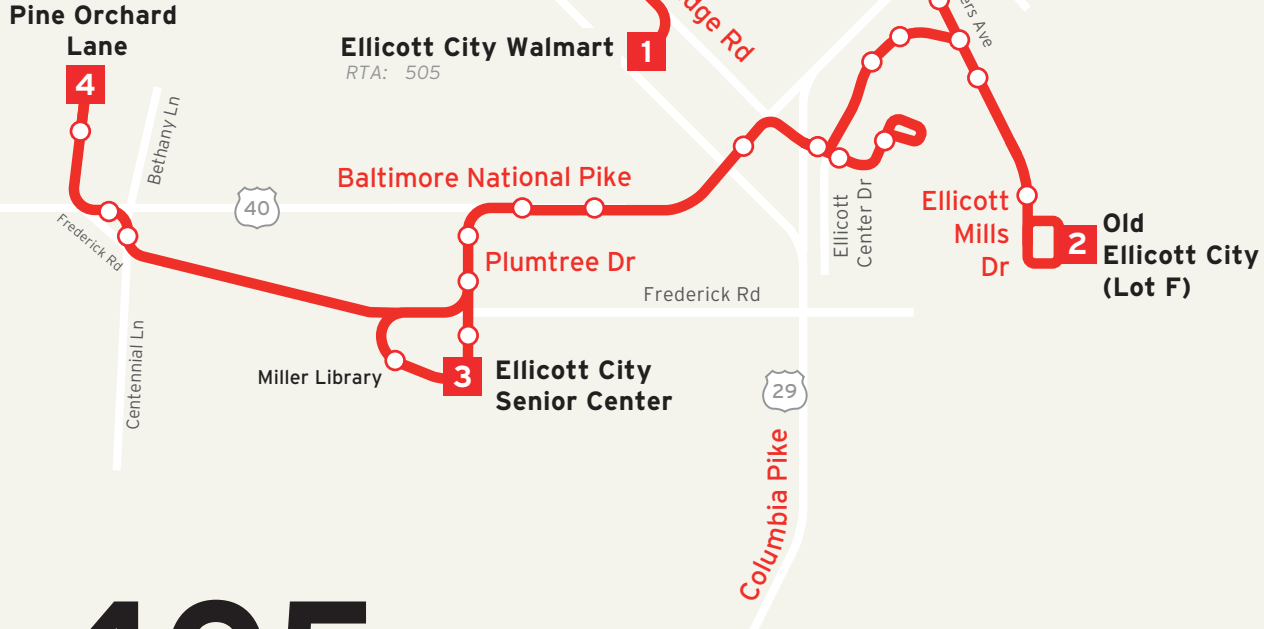 Pine Orchard
Lane
4
Ellicott City Walmart
1
RTA: 505
dge Rd
ers Ave
Bethany Ln
40
Baltimore National Pike
Frederick Rd
Plumtree Dr
Ellicott
Center Dr
Ellicott
Mills
Dr
2
Old
Ellicott City
(Lot F)
Frederick Rd
Centennial Ln
Miller Library
3
Ellicott City
Senior Center
29
Columbia Pike